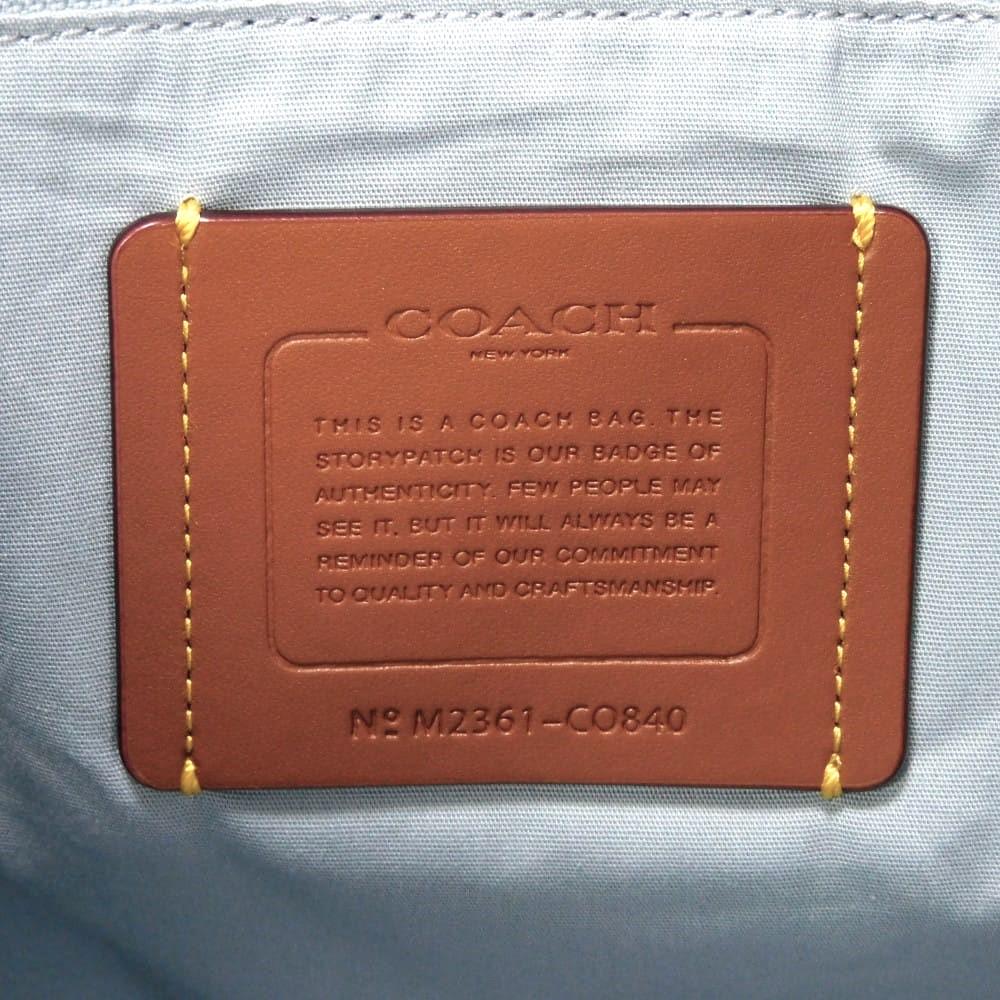 COACH
NEW YORK
THIS IS A COACH BAG. THE
STORYPATCH IS OUR BADGE OF
AUTHENTICITY. FEW PEOPLE MAY
SEE IT. BUT IT WILL ALWAYS BE A
REMINDER OF OUR COMMITMENT
TO QUALITY AND CRAFTSMANSHIP.
Nº M2361-CO840